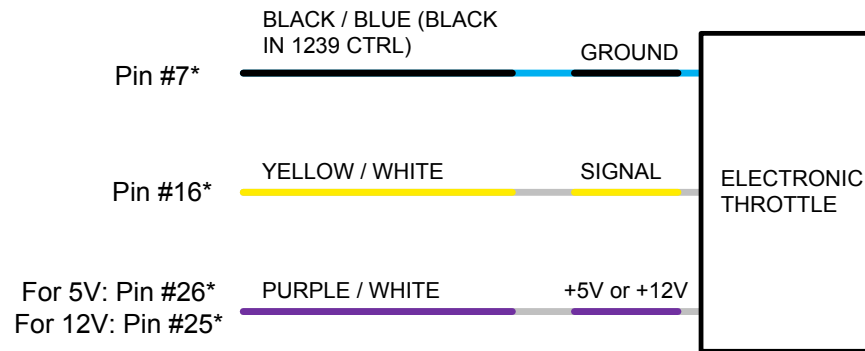 BLACK / BLUE (BLACK
IN 1239 CTRL)
GROUND
Pin #7*
YELLOW / WHITE
SIGNAL
Pin #16*
ELECTRONIC
THROTTLE
For 5V: Pin #26*
PURPLE / WHITE
+5V or +12V
For 12V: Pin #25*